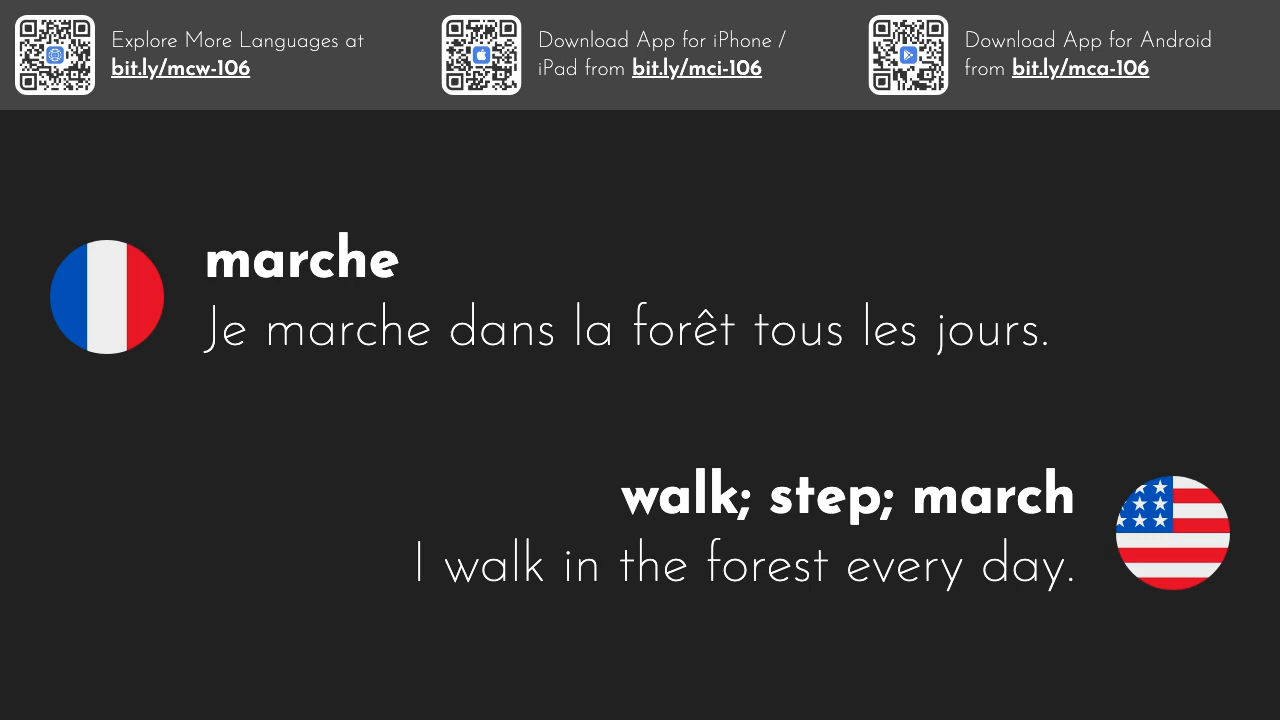 Explore More Languages at
bit.ly/mcw-106
Download App for iPhone /
iPad from bit.ly/mci-106
Download App for Android
from bit.ly/mca-106
marche
Je marche dans la forêt tous les jours.
walk; step; march
I walk in the forest every day.